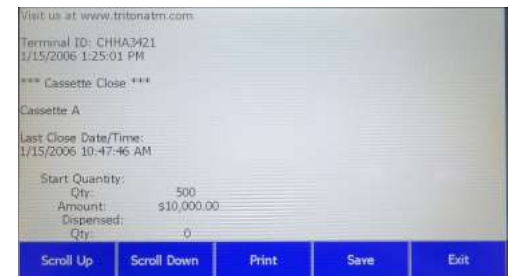 Visit us at www.tritonatm.com
Terminal ID: CHHA3421
1/15/2006 1:25:01 PM
*** Cassette Close ***
Cassette A
Last Close Date/Time:
1/15/2006 10:47:46 AM
Start Quantity:
Qty: 500
Amount: $10,000.00
Dispensed:
Qty: 0
Scroll Up Scroll Down Print Save Exit